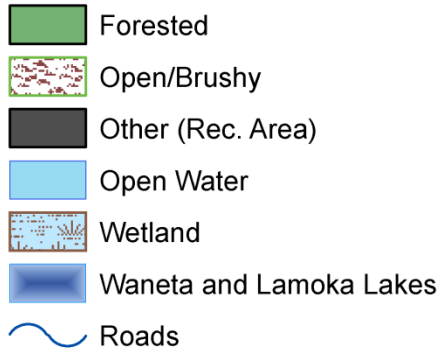 Forested
Open/Brushy
Other (Rec. Area)
Open Water
Wetland
Waneta and Lamoka Lakes
Roads